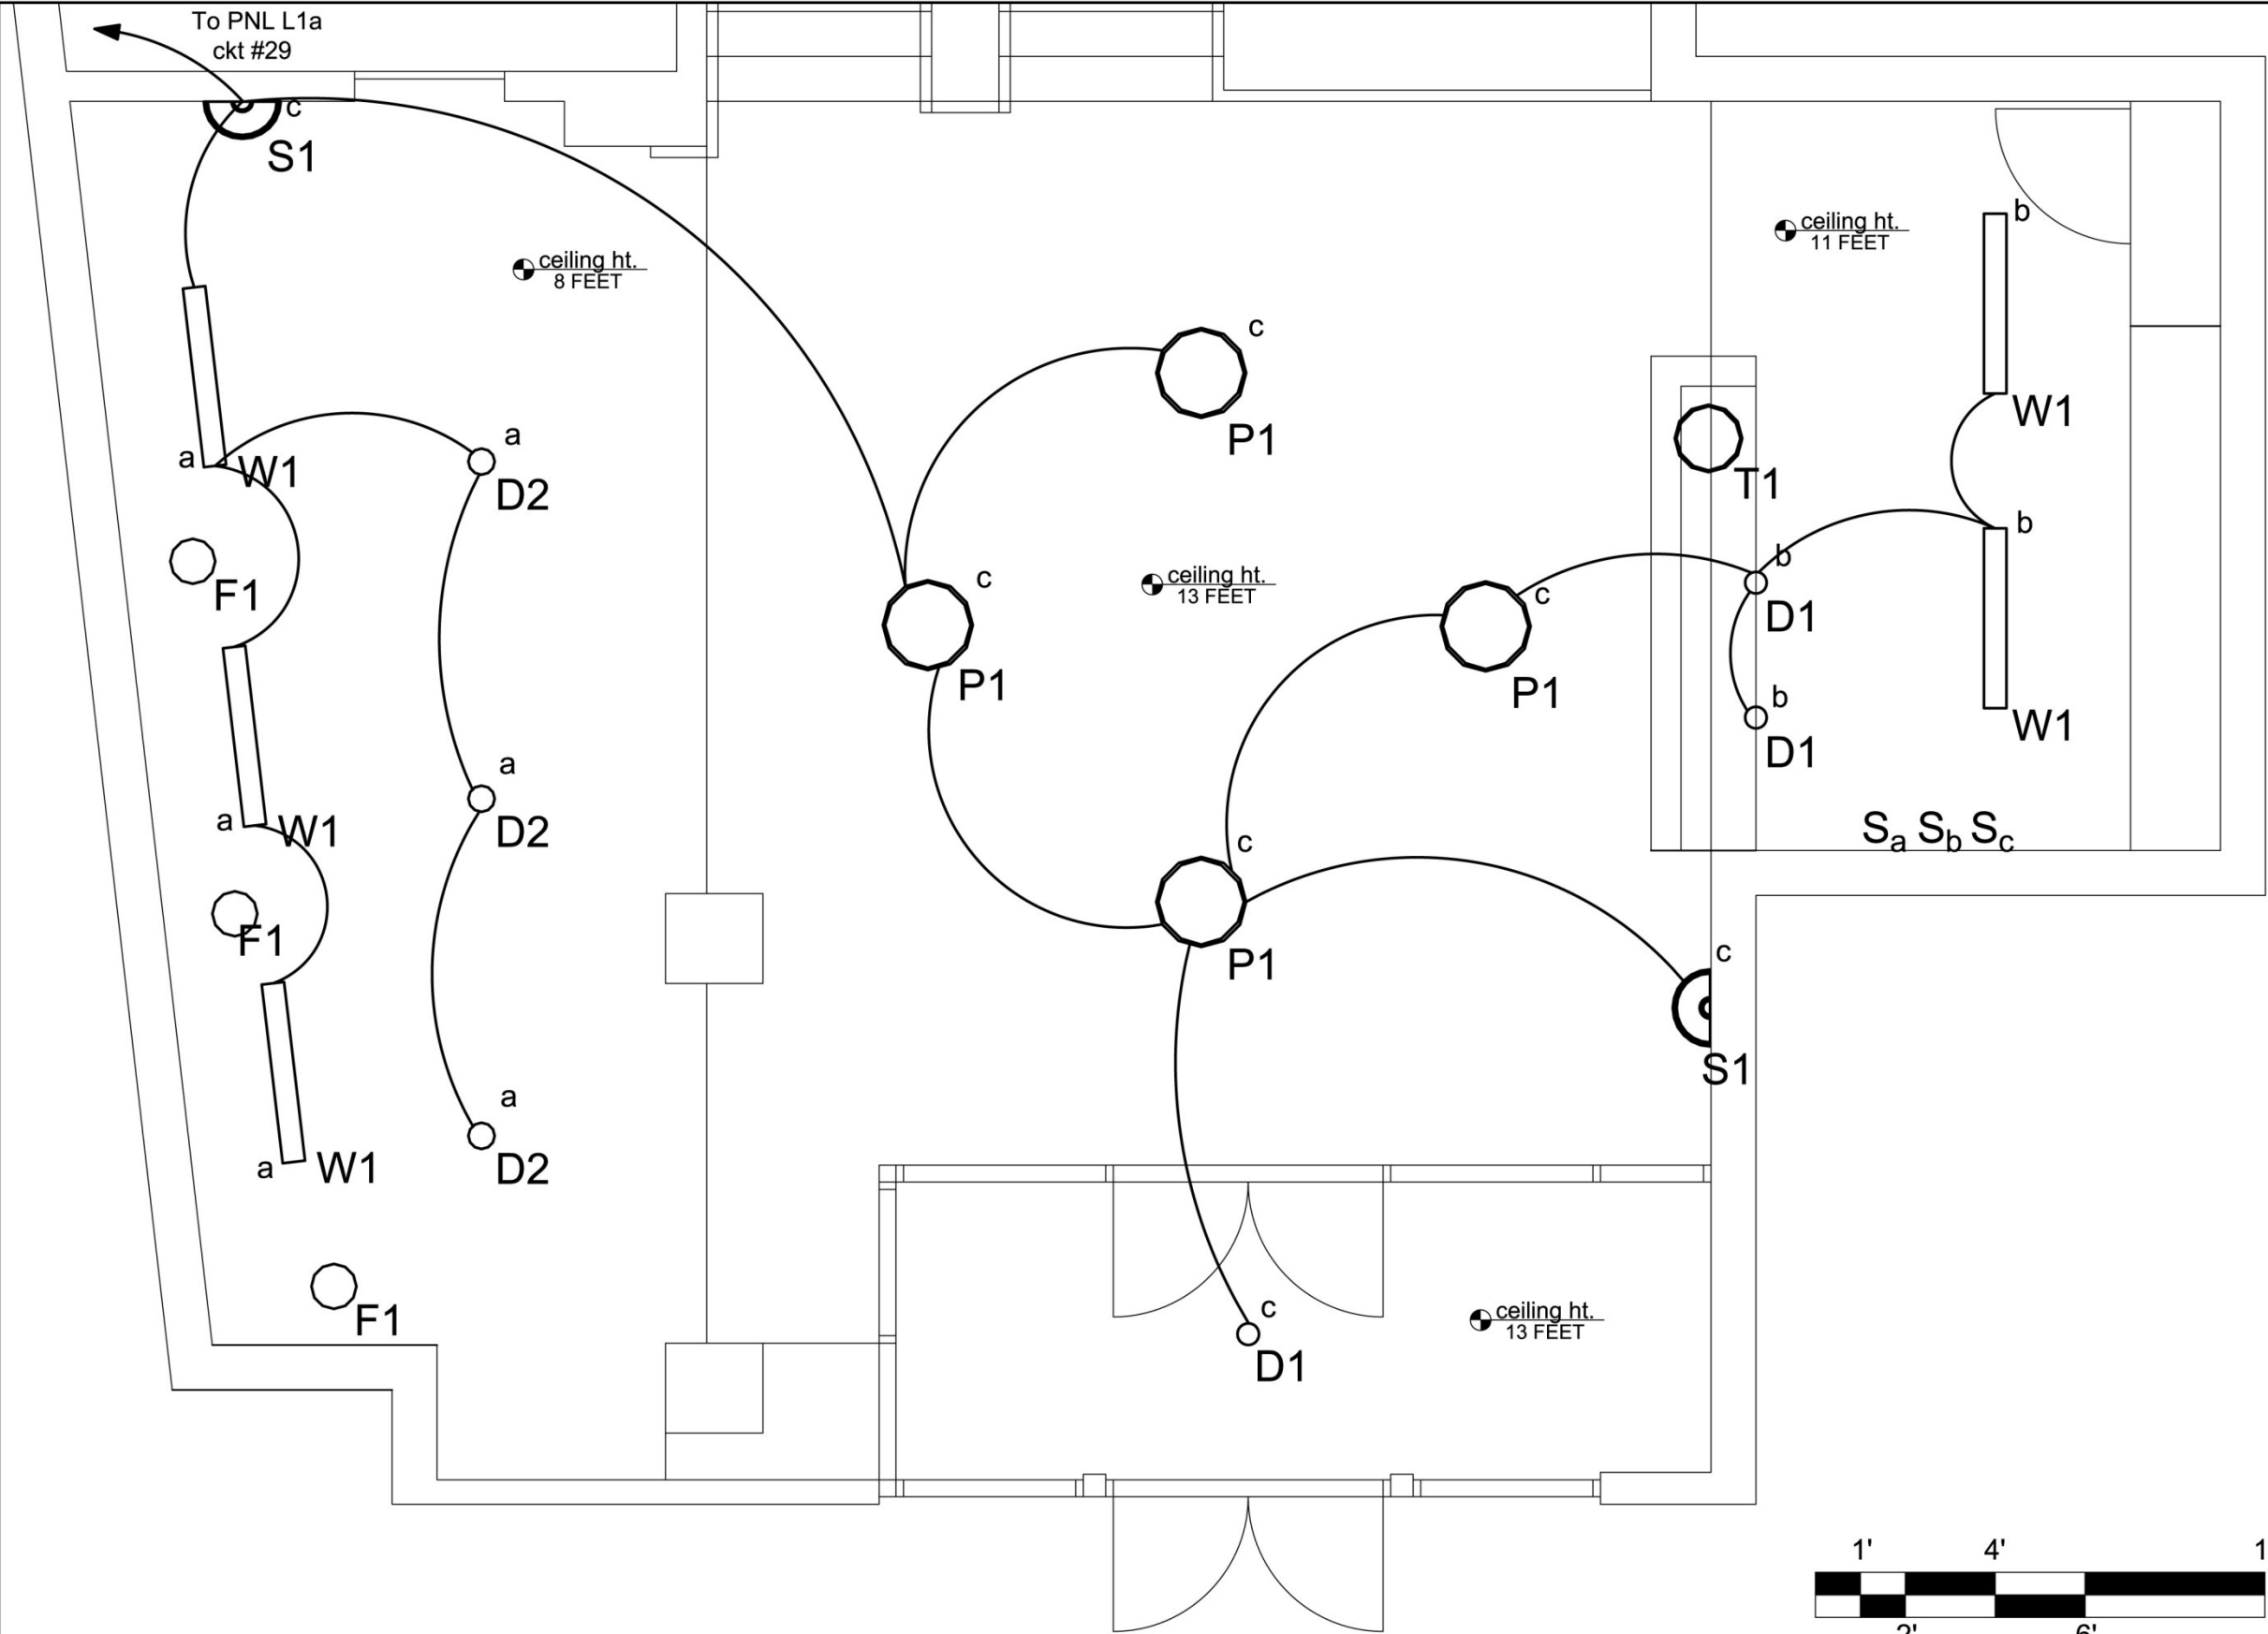 To PNL L1a
ckt #29
c
S1
b
ceiling ht.
11 FEET
ceiling ht.
8 FEET
c
P1
W1
a
D2
a W1
T1
b
b
F1
ceiling ht.
13 FEET
c
c
D1
P1
P1
b
D1
W1
a
D2
a W1
Sa Sb Sc
c
F1
P1
c
S1
a
D2
a W1
c
ceiling ht.
13 FEET
F1
D1
1' 4' 1
2' 6'